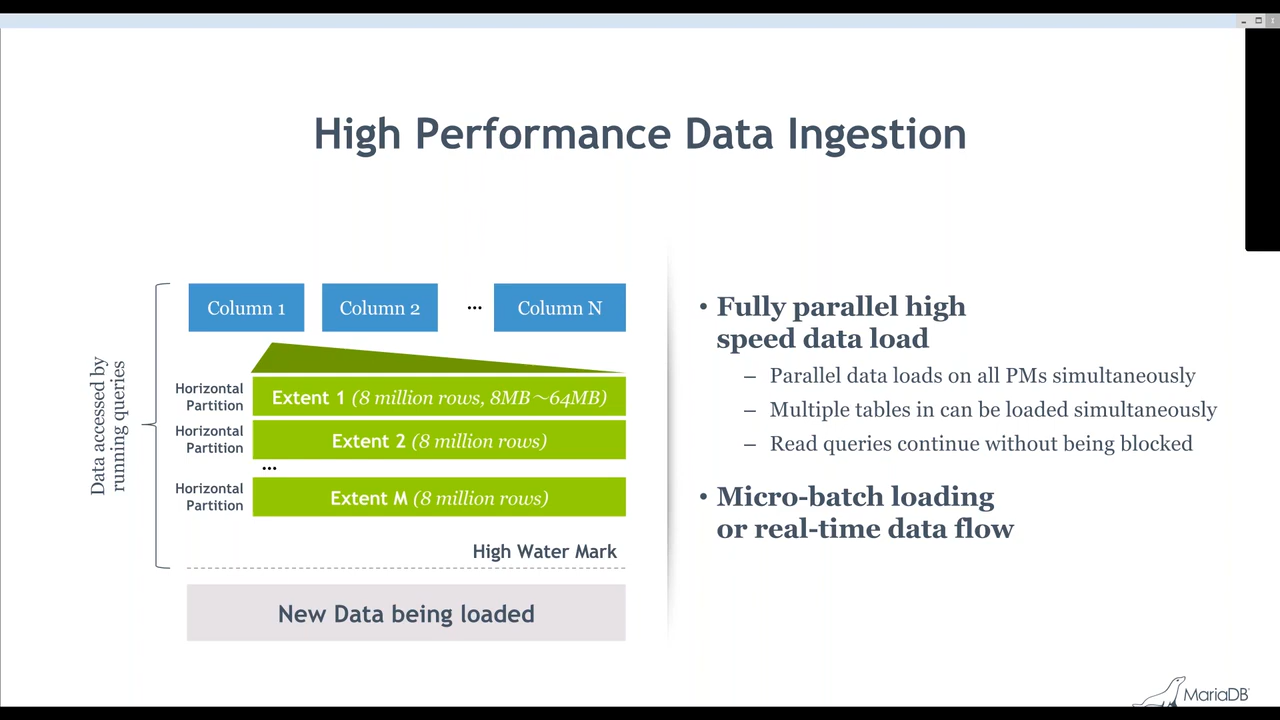 High Performance Data Ingestion
Data accessed by
running queries
Column 1
Column 2
...
Column N
Horizontal
Partition
Extent 1 (8 million rows, 8MB～64MB)
Horizontal
Partition
Extent 2 (8 million rows)
...
Horizontal
Partition
Extent M (8 million rows)
High Water Mark
New Data being loaded
• Fully parallel high
speed data load
– Parallel data loads on all PMs simultaneously
– Multiple tables in can be loaded simultaneously
– Read queries continue without being blocked
• Micro-batch loading
or real-time data flow
MariaDB